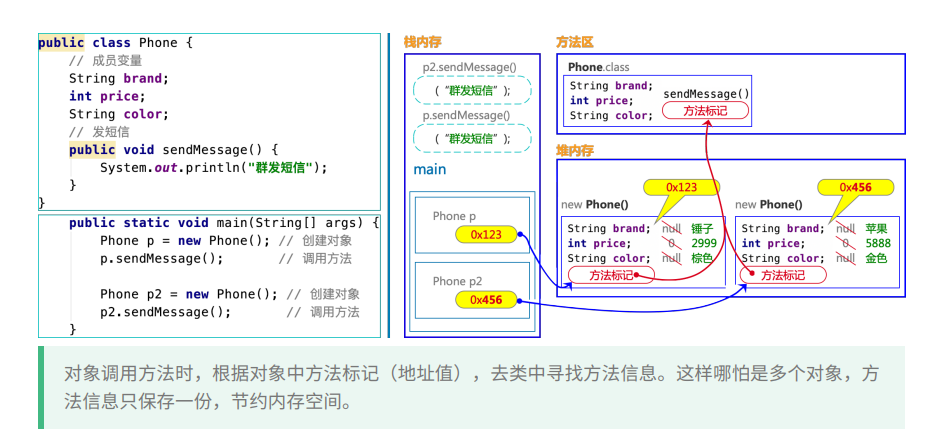 public class Phone {
// 成员变量
String brand;
int price;
String color;
// 发短信
public void sendMessage() {
System.out.println("群发短信");
}
}
public static void main(String[] args) {
Phone p = new Phone(); // 创建对象
p.sendMessage(); // 调用方法
Phone p2 = new Phone(); // 创建对象
p2.sendMessage(); // 调用方法
}
栈内存
p2.sendMessage()
(“群发短信”);
p.sendMessage()
(“群发短信”);
main
Phone p
0x123
Phone p2
0x456
方法区
Phone.class
String brand;
int price;
String color;
sendMessage()
方法标记
堆内存
0x123
new Phone()
String brand; null 锤子
int price; 0 2999
String color; null 棕色
方法标记
0x456
new Phone()
String brand; null 苹果
int price; 0 5888
String color; null 金色
方法标记
对象调用方法时，根据对象中方法标记（地址值），去类中寻找方法信息。这样哪怕是多个对象，方
法信息只保存一份，节约内存空间。